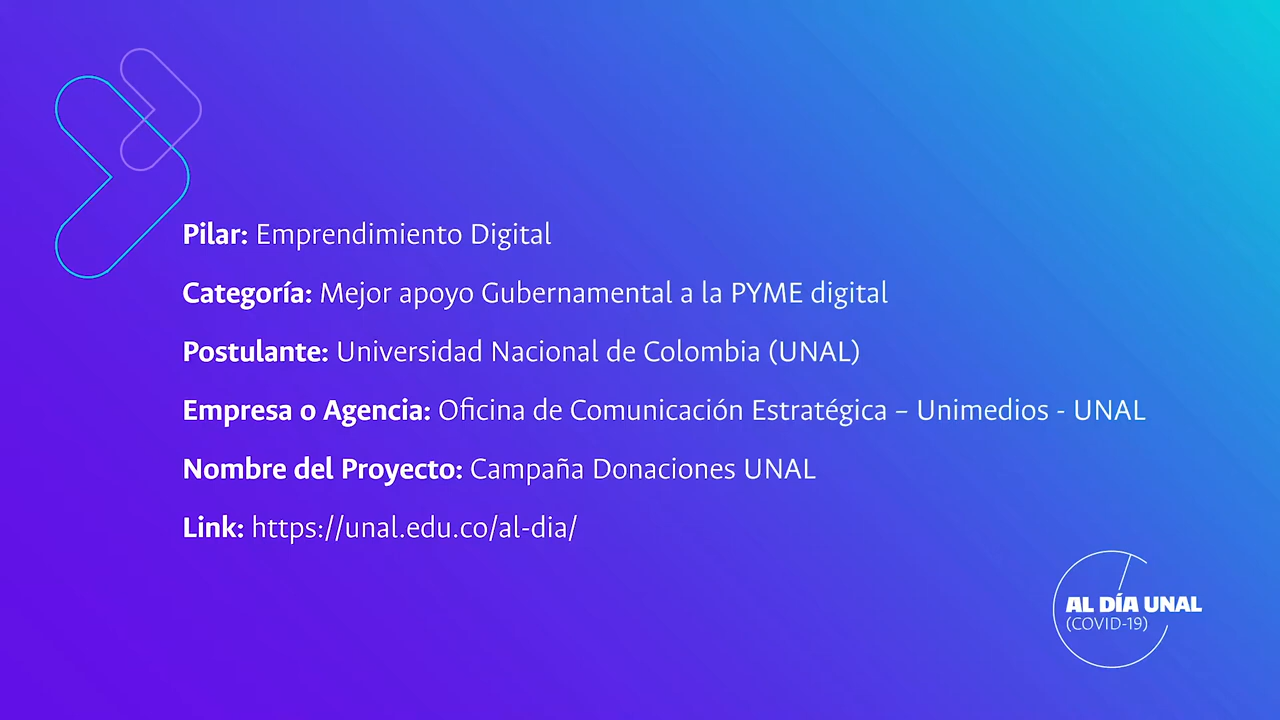 Pilar: Emprendimiento Digital
Categoría: Mejor apoyo Gubernamental a la PYME digital
Postulante: Universidad Nacional de Colombia (UNAL)
Empresa o Agencia: Oficina de Comunicación Estratégica – Unimedios - UNAL
Nombre del Proyecto: Campaña Donaciones UNAL
Link: https://unal.edu.co/al-dia/
AL DÍA UNAL
(COVID-19)